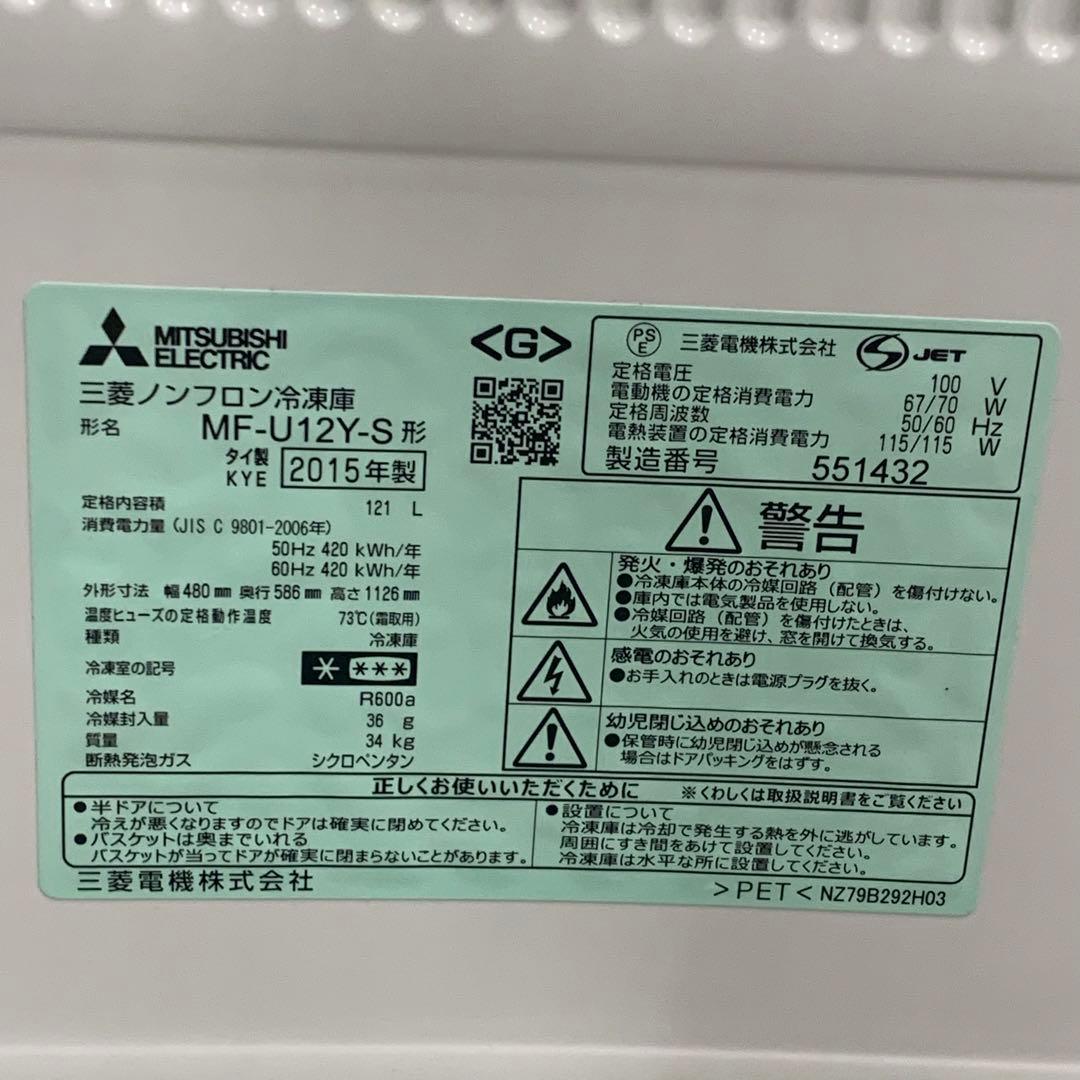 MITSUBISHI
ELECTRIC
三菱ノンフロン冷凍庫
形名 MF-U12Y-S 形
タイ製
KYE 2015年製
定格内容積 121 L
消費電力量 (JIS C 9801-2006年)
50Hz 420 kWh/年
60Hz 420 kWh/年
外形寸法 幅480mm 奥行586mm 高さ1126mm
温度ヒューズの定格動作温度 73℃(霜取用)
種類 冷凍庫
冷凍室の記号 * ***
冷媒名 R600a
冷媒封入量 36 g
質量 34 kg
断熱発泡ガス シクロペンタン
<G>
PS
E 三菱電機株式会社 S JET
定格電圧 100 V
電動機の定格消費電力 67/70 W
定格周波数 50/60 Hz
電熱装置の定格消費電力 115/115 W
製造番号 551432
警告
発火・爆発のおそれあり
●冷凍庫本体の冷媒回路（配管）を傷付けない。
●庫内では電気製品を使用しない。
●冷媒回路（配管）を傷付けたときは、
火気の使用を避け、窓を開けて換気する。
感電のおそれあり
●お手入れのときは電源プラグを抜く。
幼児閉じ込めのおそれあり
●保管時に幼児閉じ込めが懸念される
場合はドアパッキングをはずす。
正しくお使いいただくために ※くわしくは取扱説明書をご覧ください
●半ドアについて
冷えが悪くなりますのでドアは確実に閉めてください。
●バスケットは奥までいれる
バスケットが当ってドアが確実に閉まらないことがあります。
●設置について
冷凍庫は冷却で発生する熱を外に逃がしています。
周囲にすき間をあけて設置してください。
冷凍庫は水平な所に設置してください。
三菱電機株式会社
>PET< NZ79B292H03